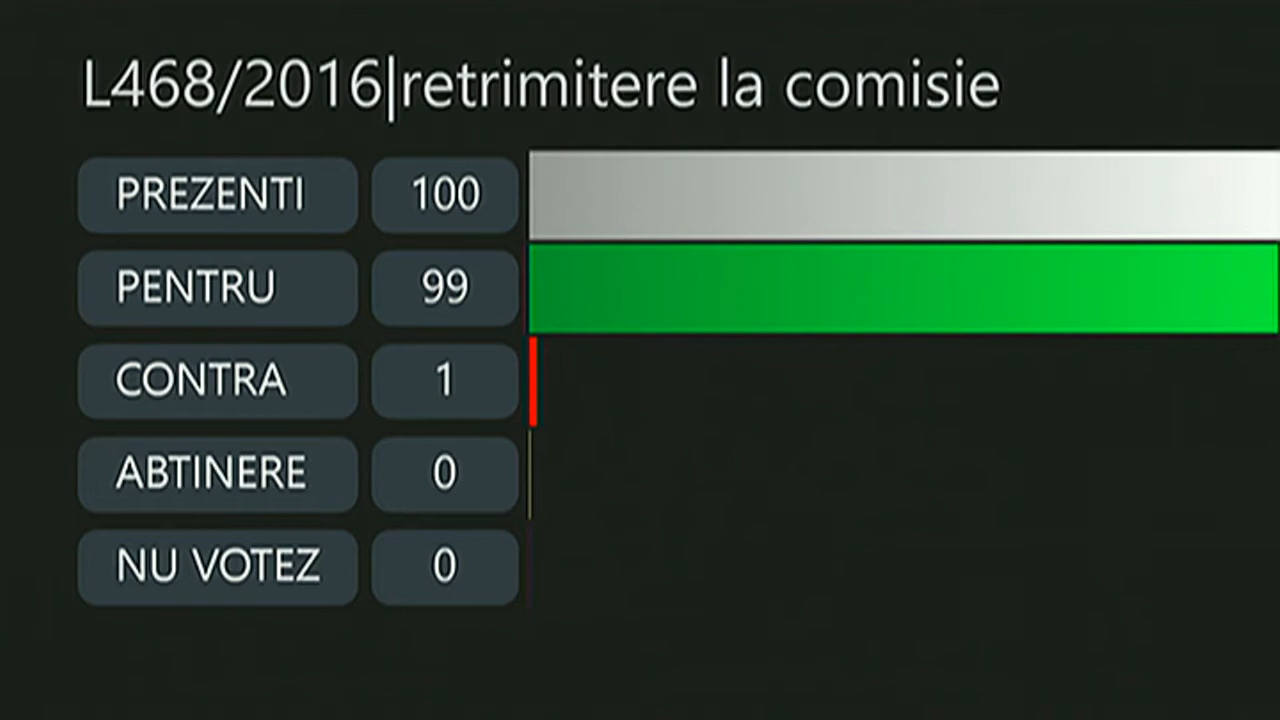 L468/2016|retrimitere la comisie
PREZENTI 100
PENTRU 99
CONTRA 1
ABTINERE 0
NU VOTEZ 0